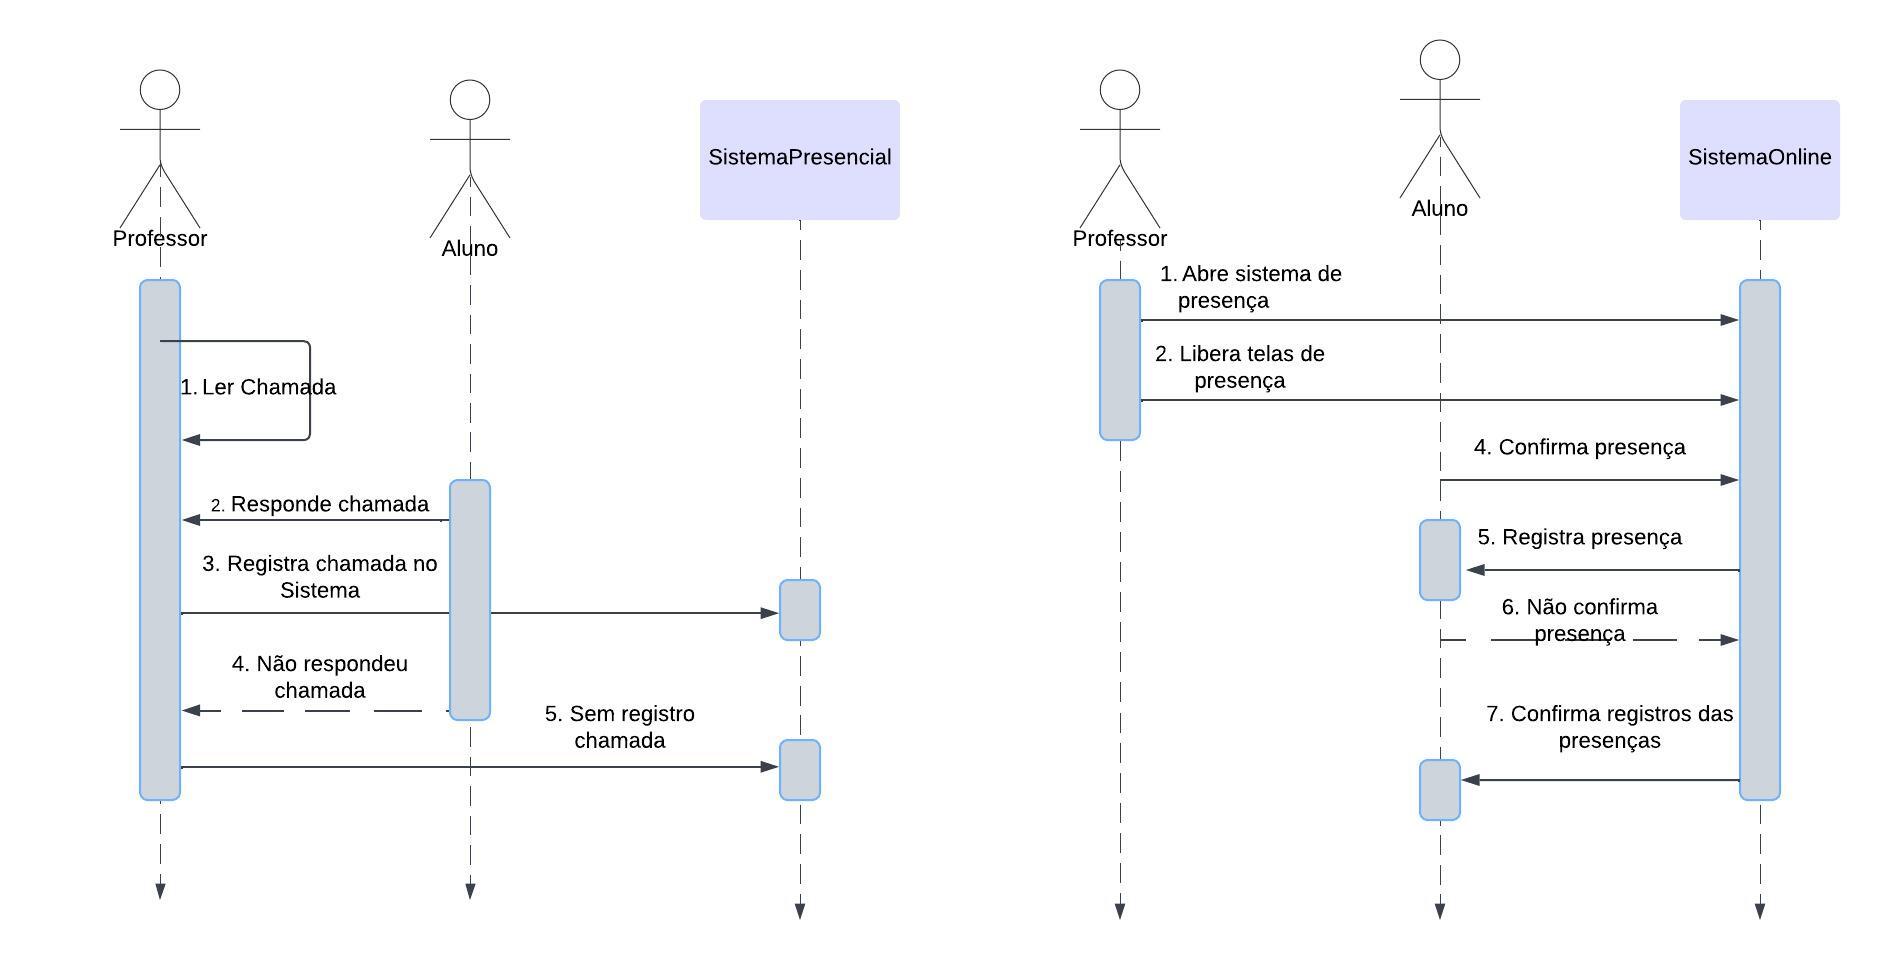 Professor
Aluno
SistemaPresencial
1. Ler Chamada
2. Responde chamada
3. Registra chamada no
Sistema
4. Não respondeu
chamada
5. Sem registro
chamada
Professor
Aluno
SistemaOnline
1. Abre sistema de
presença
2. Libera telas de
presença
4. Confirma presença
5. Registra presença
6. Não confirma
presença
7. Confirma registros das
presenças